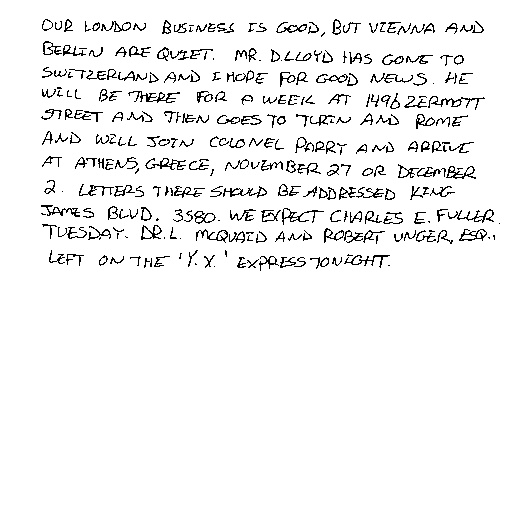 OUR LONDON BUSINESS IS GOOD, BUT VIENNA AND
BERLIN ARE QUIET. MR. D.LLOYD HAS GONE TO
SWITZERLAND AND I HOPE FOR GOOD NEWS. HE
WILL BE THERE FOR A WEEK AT 1496 ZERMOTT
STREET AND THEN GOES TO TURIN AND ROME
AND WILL JOIN COLONEL PARRY AND ARRIVE
AT ATHENS, GREECE, NOVEMBER 27 OR DECEMBER
2. LETTERS THERE SHOULD BE ADDRESSED KING
JAMES BLVD. 3580. WE EXPECT CHARLES E. FULLER
TUESDAY. DR. L. MCQUAID AND ROBERT UNGER, ESQ.,
LEFT ON THE 'Y.X.' EXPRESS TONIGHT.